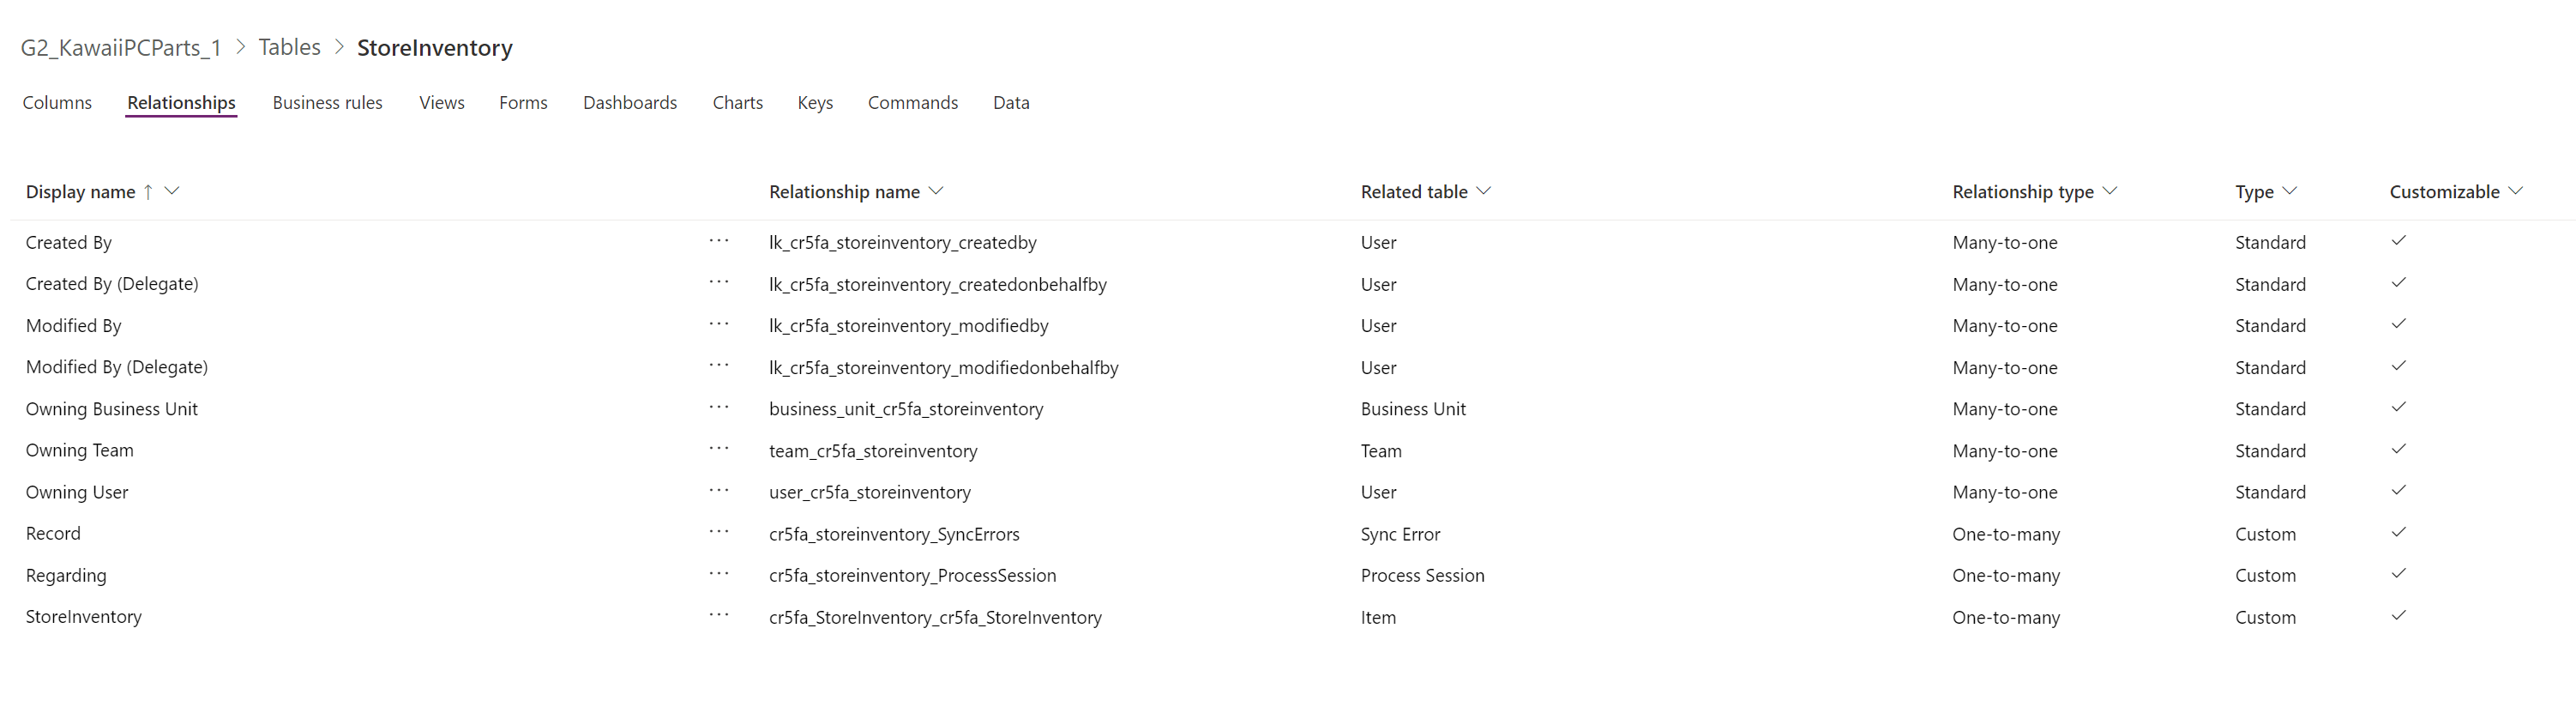 G2_KawaiiPCParts_1 > Tables > StoreInventory
Columns Relationships Business rules Views Forms Dashboards Charts Keys Commands Data
Display name ↑ Relationship name Related table Relationship type Type Customizable
Created By ... lk_cr5fa_storeinventory_createdby User Many-to-one Standard ✓
Created By (Delegate) ... lk_cr5fa_storeinventory_createdonbehalfby User Many-to-one Standard ✓
Modified By ... lk_cr5fa_storeinventory_modifiedby User Many-to-one Standard ✓
Modified By (Delegate) ... lk_cr5fa_storeinventory_modifiedonbehalfby User Many-to-one Standard ✓
Owning Business Unit ... business_unit_cr5fa_storeinventory Business Unit Many-to-one Standard ✓
Owning Team ... team_cr5fa_storeinventory Team Many-to-one Standard ✓
Owning User ... user_cr5fa_storeinventory User Many-to-one Standard ✓
Record ... cr5fa_storeinventory_SyncErrors Sync Error One-to-many Custom ✓
Regarding ... cr5fa_storeinventory_ProcessSession Process Session One-to-many Custom ✓
StoreInventory ... cr5fa_StoreInventory_cr5fa_StoreInventory Item One-to-many Custom ✓